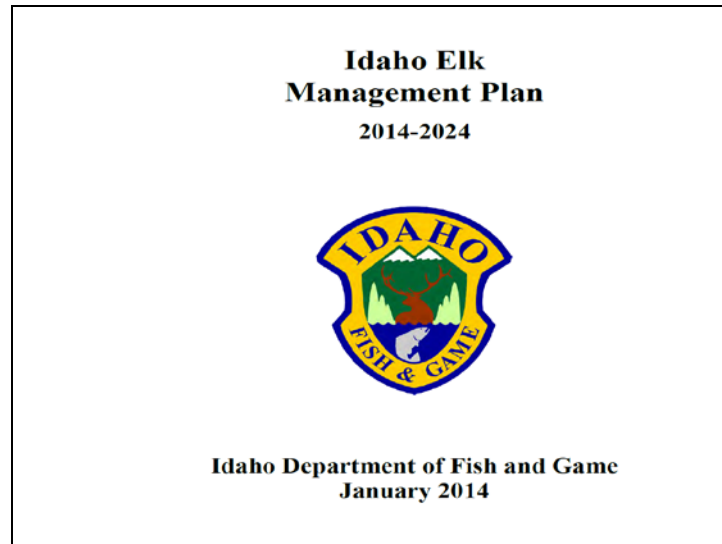 Idaho Elk
Management Plan
2014-2024
IDAHO
FISH & GAME
Idaho Department of Fish and Game
January 2014